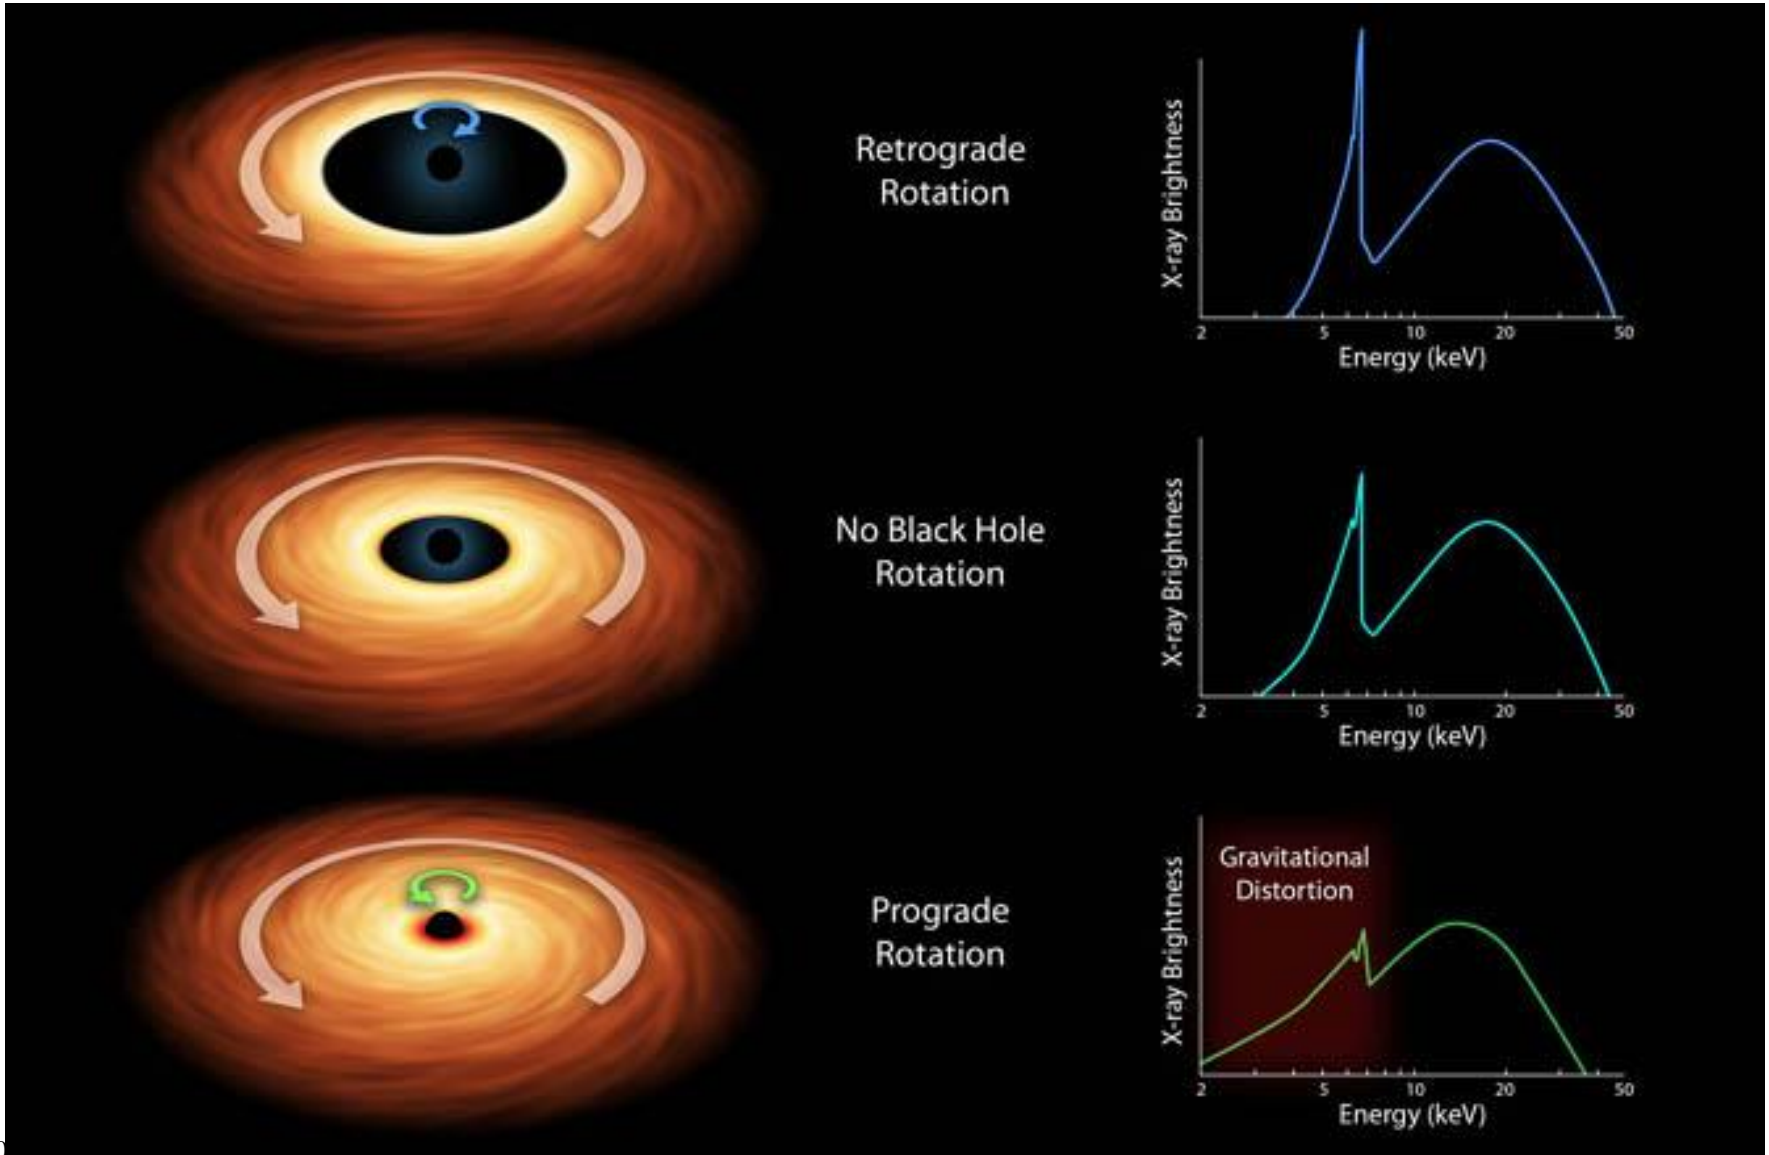 Retrograde
Rotation
X-ray Brightness
2 5 10 20 50
Energy (keV)
No Black Hole
Rotation
X-ray Brightness
2 5 10 20 50
Energy (keV)
Prograde
Rotation
Gravitational
Distortion
X-ray Brightness
2 5 10 20 50
Energy (keV)